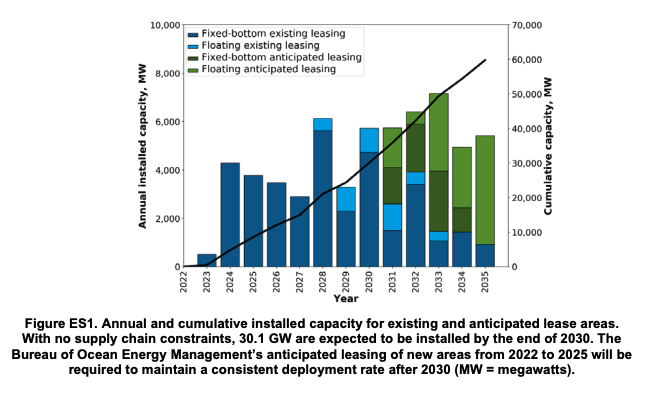 10,000
70,000
Fixed-bottom existing leasing
Floating existing leasing
Fixed-bottom anticipated leasing
Floating anticipated leasing
60,000
8,000
50,000
6,000
40,000
30,000
4,000
20,000
2,000
10,000
0
0
Annual installed capacity, MW
Cumulative capacity, MW
2022
2023
2024
2025
2026
2027
2028
2029
2030
2031
2032
2033
2034
2035
Year
Figure ES1. Annual and cumulative installed capacity for existing and anticipated lease areas.
With no supply chain constraints, 30.1 GW are expected to be installed by the end of 2030. The
Bureau of Ocean Energy Management's anticipated leasing of new areas from 2022 to 2025 will be
required to maintain a consistent deployment rate after 2030 (MW = megawatts).